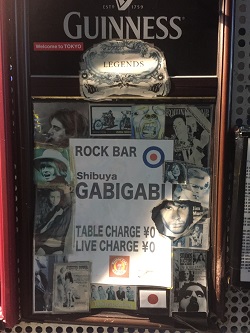 EST 1759
GUINNESS
Welcome to TOKYO
LEGENDS
ROCK BAR
Shibuya
GABIGABI
TABLE CHARGE ¥0
LIVE CHARGE ¥0